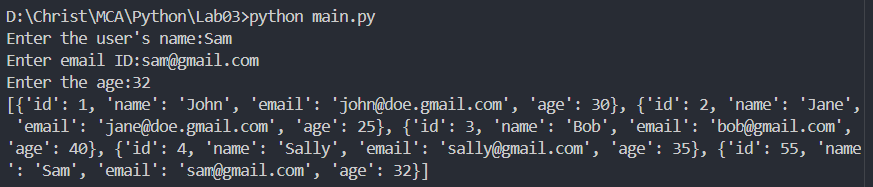 D:\Christ\MCA\Python\Lab03>python main.py
Enter the user's name:Sam
Enter email ID:sam@gmail.com
Enter the age:32
[{'id': 1, 'name': 'John', 'email': 'john@doe.gmail.com', 'age': 30}, {'id': 2, 'name': 'Jane',
 'email': 'jane@doe.gmail.com', 'age': 25}, {'id': 3, 'name': 'Bob', 'email': 'bob@gmail.com',
'age': 40}, {'id': 4, 'name': 'Sally', 'email': 'sally@gmail.com', 'age': 35}, {'id': 55, 'name
': 'Sam', 'email': 'sam@gmail.com', 'age': 32}]